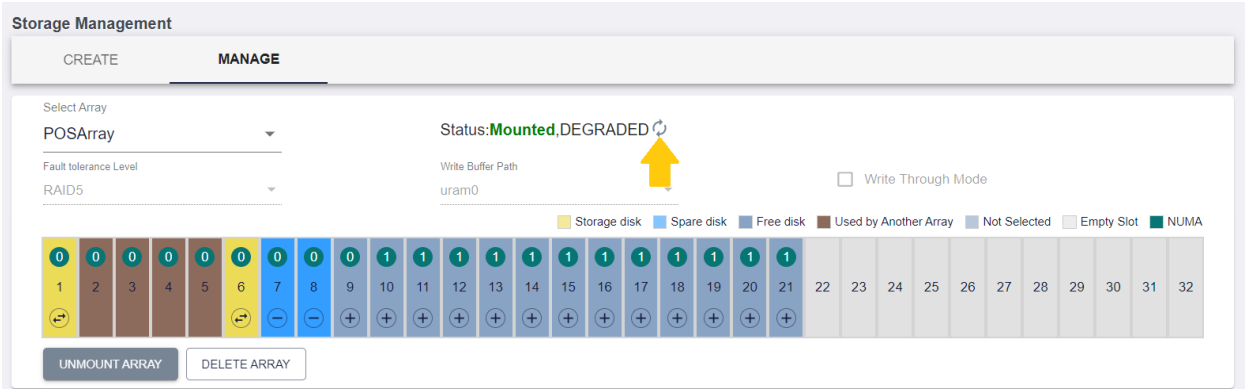 Storage Management
CREATE MANAGE
Select Array
POSArray
Status:Mounted,DEGRADED
Fault tolerance Level
RAID5
Write Buffer Path
uram0
Write Through Mode
Storage disk Spare disk Free disk Used by Another Array Not Selected Empty Slot NUMA
0 0 0 0 0 0 0 0 0 1 1 1 1 1 1 1 1 1 1 1 1
1 2 3 4 5 6 7 8 9 10 11 12 13 14 15 16 17 18 19 20 21 22 23 24 25 26 27 28 29 30 31 32
UNMOUNT ARRAY DELETE ARRAY